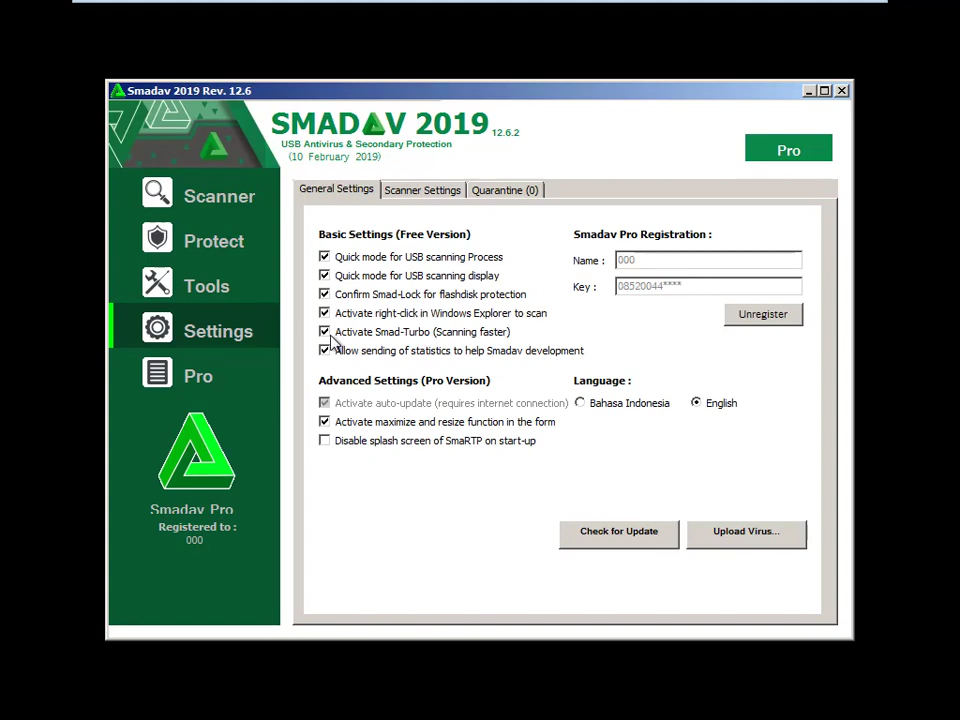 Smadav 2019 Rev. 12.6
SMADAV 2019 12.6.2
USB Antivirus & Secondary Protection
(10 February 2019)
Pro
Scanner
Protect
Tools
Settings
Pro
Smadav Pro
Registered to :
000
General Settings
Scanner Settings
Quarantine (0)
Basic Settings (Free Version)
Quick mode for USB scanning Process
Quick mode for USB scanning display
Confirm Smad-Lock for flashdisk protection
Activate right-click in Windows Explorer to scan
Activate Smad-Turbo (Scanning faster)
Allow sending of statistics to help Smadav development
Smadav Pro Registration :
Name : 000
Key : 08520044****
Unregister
Advanced Settings (Pro Version)
Activate auto-update (requires internet connection)
Activate maximize and resize function in the form
Disable splash screen of SmaRTP on start-up
Language :
Bahasa Indonesia
English
Check for Update
Upload Virus...